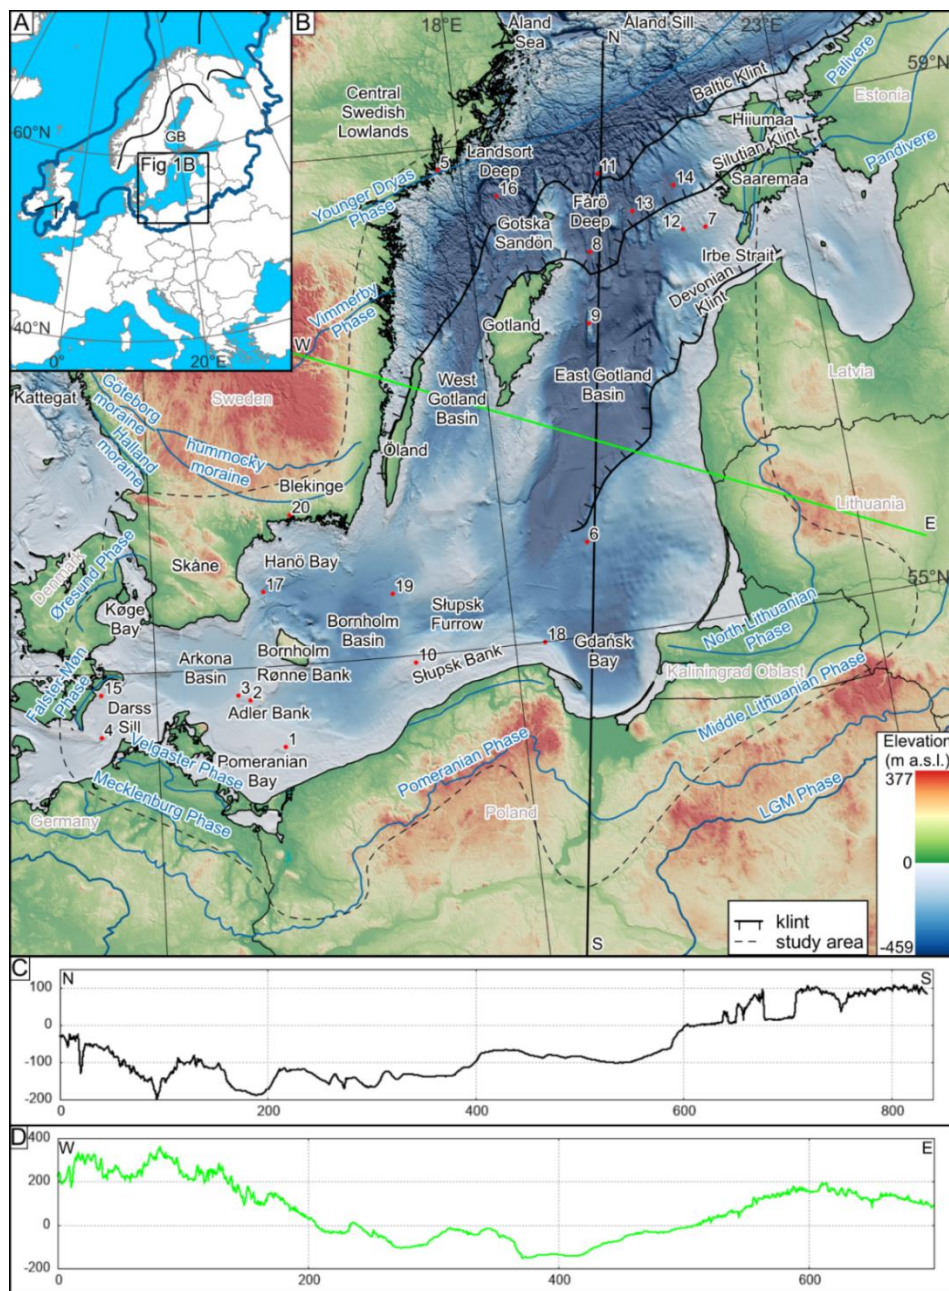 A
60°N
GB
Fig 1B
40°N
0°
20°E
B
18°E
Åland
Sea
Åland Sill
N
23°E
Palivere
59°N
Baltic Klint
Estonia
Central
Swedish
Lowlands
Hiiumaa
Silutian Klint
Pandivere
Landsort
Deep
5
11
14
Saaremaa
16
Younger Dryas
Phase
Fårö
Deep
13
12
7
Gotska
Sandön
8
Irbe Strait
Devonian
Klint
Vimmerby
Phase
Gotland
9
W
Latvia
Kattegat
Sweden
West
Gotland
Basin
East Gotland
Basin
Göteborg
moraine
Halland
moraine
hummocky
moraine
Öland
Lithuania
Blekinge
20
E
6
Denmark
Øresund Phase
Skåne
Hanö Bay
17
19
55°N
Køge
Bay
Bornholm
Basin
Słupsk
Furrow
North Lithuanian
Phase
18
Gdańsk
Bay
Arkona
Basin
Bornholm
Rønne Bank
10
Słupsk Bank
Kaliningrad Oblast
Falster-Møn
Phase
15
3
2
Adler Bank
Darss
Sill
4
Velgaster Phase
1
Pomeranian
Bay
Middle Lithuanian Phase
Mecklenburg Phase
Pomeranian Phase
Germany
Poland
LGM Phase
Elevation
(m a.s.l.)
377
0
-459
klint
study area
S
C
N
S
100
0
-100
-200
0
200
400
600
800
D
W
E
400
200
0
-200
0
200
400
600